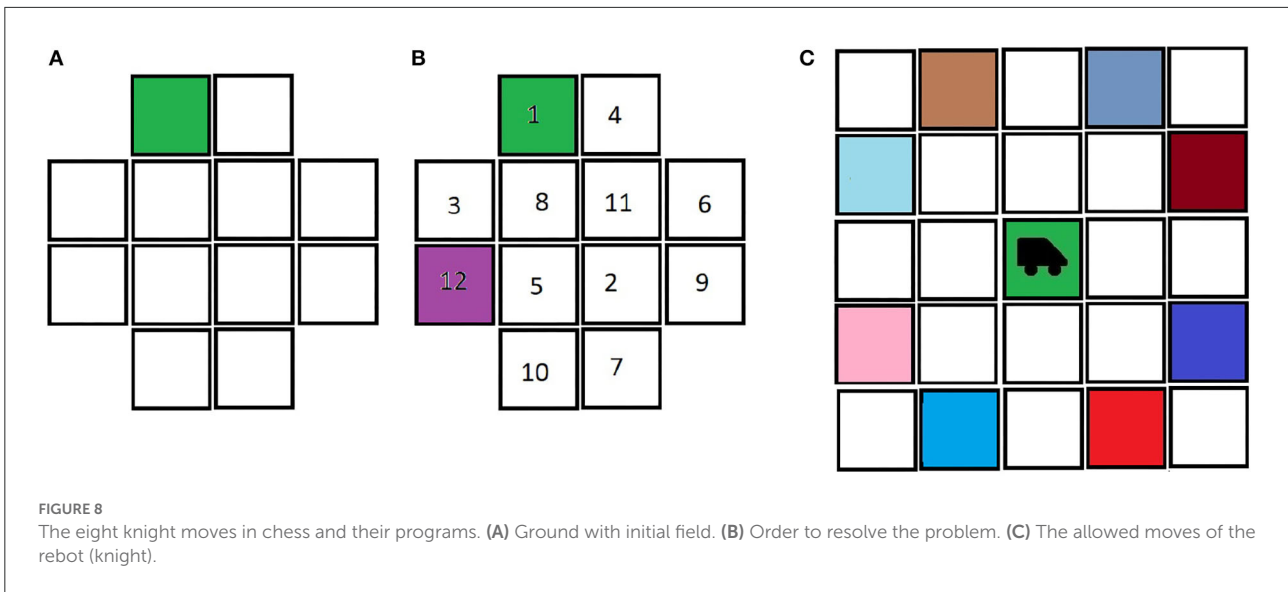 A
B
C
1 4
3 8 11 6
12 5 2 9
10 7
FIGURE 8
The eight knight moves in chess and their programs. (A) Ground with initial field. (B) Order to resolve the problem. (C) The allowed moves of the
rebot (knight).